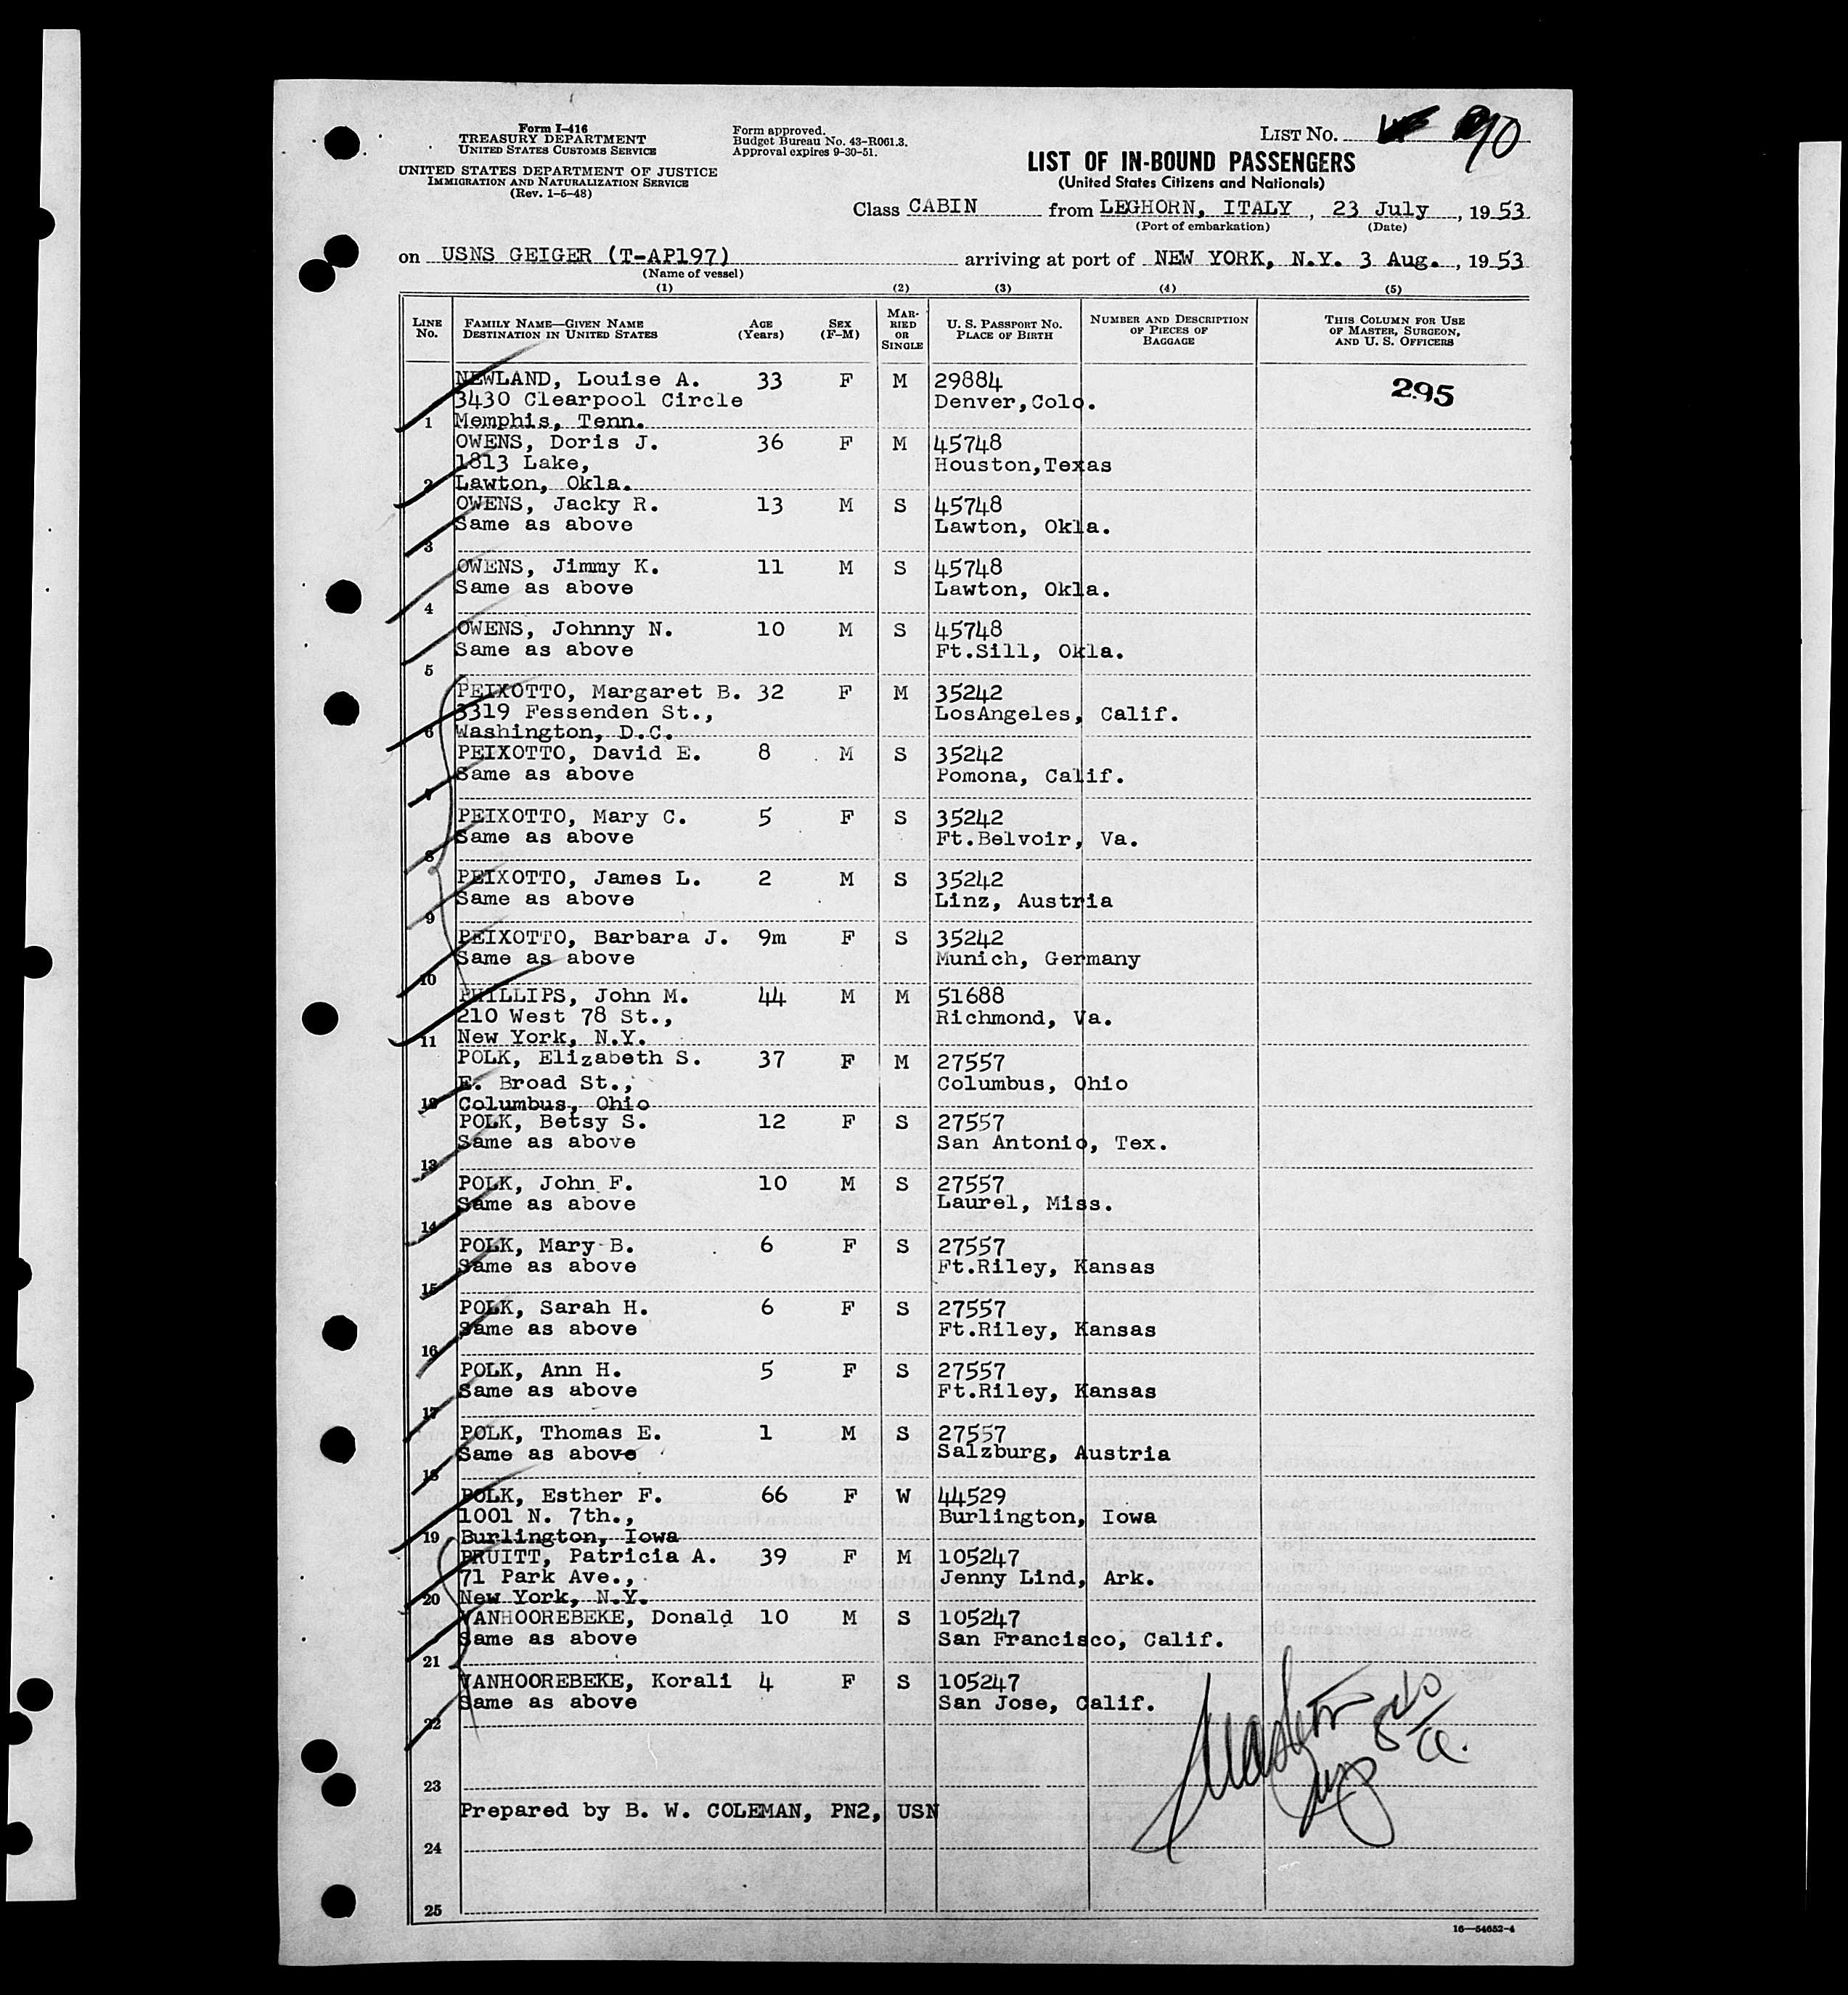 Form I-416
TREASURY DEPARTMENT
UNITED STATES CUSTOMS SERVICE
UNITED STATES DEPARTMENT OF JUSTICE
IMMIGRATION AND NATURALIZATION SERVICE
(Rev. 1-5-48)
Form approved.
Budget Bureau No. 43-R061.3.
Approval expires 9-30-51.
LIST NO. 90
LIST OF IN-BOUND PASSENGERS
(United States Citizens and Nationals)
Class CABIN from LEGHORN, ITALY, 23 July, 1953
(Port of embarkation) (Date)
on USNS GEIGER (T-AP197) arriving at port of NEW YORK, N.Y. 3 Aug., 1953
(Name of vessel)
(1) (2) (3) (4) (5)
LINE NO. FAMILY NAME—GIVEN NAME DESTINATION IN UNITED STATES AGE (Years) SEX (F-M) MARRIED OR SINGLE U. S. PASSPORT NO. PLACE OF BIRTH NUMBER AND DESCRIPTION OF PIECES OF BAGGAGE THIS COLUMN FOR USE OF MASTER, SURGEON, AND U. S. OFFICERS
NEWLAND, Louise A. 33 F M 29884 295
3430 Clearpool Circle Denver, Colo.
1 Memphis, Tenn.
OWENS, Doris J. 36 F M 45748
1813 Lake, Houston, Texas
2 Lawton, Okla.
OWENS, Jacky R. 13 M S 45748
Same as above Lawton, Okla.
3
OWENS, Jimmy K. 11 M S 45748
Same as above Lawton, Okla.
4
OWENS, Johnny N. 10 M S 45748
Same as above Ft.Sill, Okla.
5
PEIXOTTO, Margaret B. 32 F M 35242
3319 Fessenden St., LosAngeles, Calif.
6 Washington, D.C.
PEIXOTTO, David E. 8 M S 35242
Same as above Pomona, Calif.
7
PEIXOTTO, Mary C. 5 F S 35242
Same as above Ft.Belvoir, Va.
8
PEIXOTTO, James L. 2 M S 35242
Same as above Linz, Austria
9
PEIXOTTO, Barbara J. 9m F S 35242
Same as above Munich, Germany
10
PHILLIPS, John M. 44 M M 51688
210 West 78 St., Richmond, Va.
11 New York, N.Y.
POLK, Elizabeth S. 37 F M 27557
E. Broad St., Columbus, Ohio
12 Columbus, Ohio
POLK, Betsy S. 12 F S 27557
Same as above San Antonio, Tex.
13
POLK, John F. 10 M S 27557
Same as above Laurel, Miss.
14
POLK, Mary B. 6 F S 27557
Same as above Ft.Riley, Kansas
15
POLK, Sarah H. 6 F S 27557
Same as above Ft.Riley, Kansas
16
POLK, Ann H. 5 F S 27557
Same as above Ft.Riley, Kansas
17
POLK, Thomas E. 1 M S 27557
Same as above Salzburg, Austria
18
POLK, Esther F. 66 F W 44529
1001 N. 7th., Burlington, Iowa
19 Burlington, Iowa
PRUITT, Patricia A. 39 F M 105247
71 Park Ave., Jenny Lind, Ark.
20 New York, N.Y.
VANHOOREBEKE, Donald 10 M S 105247
Same as above San Francisco, Calif.
21
VANHOOREBEKE, Korali 4 F S 105247
Same as above San Jose, Calif.
22
23
Prepared by B. W. COLEMAN, PN2, USN
24
25
16—54652-4